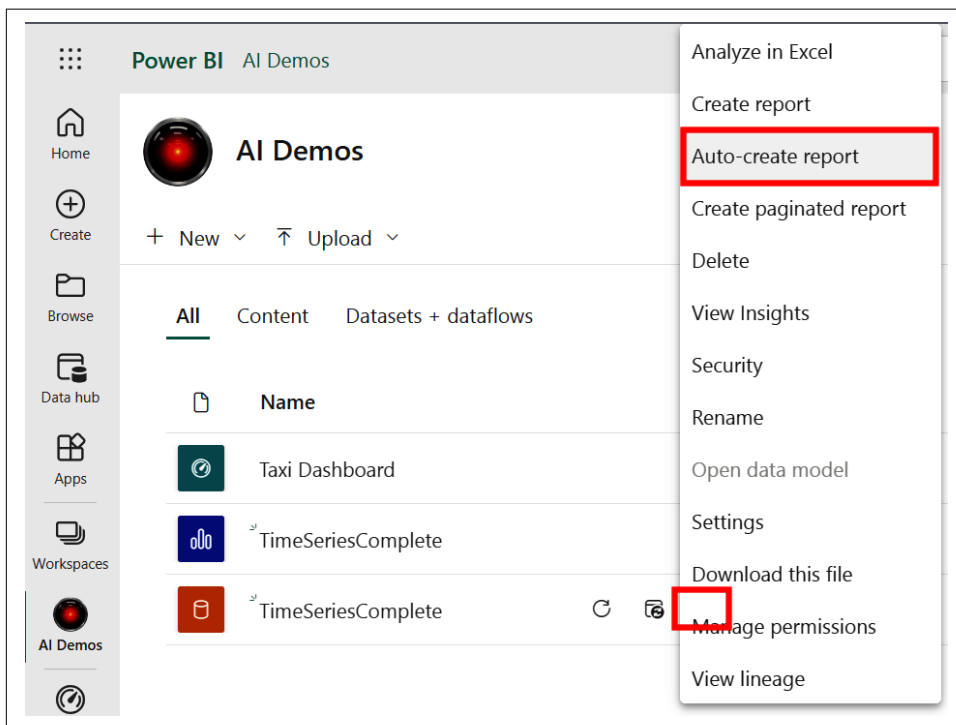 Power BI AI Demos
Home
Create
Browse
Data hub
Apps
Workspaces
AI Demos
AI Demos
New
Upload
All Content Datasets + dataflows
Name
Taxi Dashboard
TimeSeriesComplete
TimeSeriesComplete
Analyze in Excel
Create report
Auto-create report
Create paginated report
Delete
View Insights
Security
Rename
Open data model
Settings
Download this file
Manage permissions
View lineage